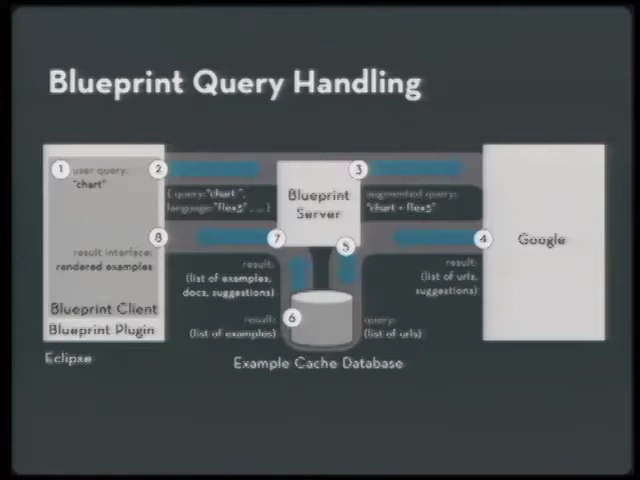 Blueprint Query Handling
1 user query:
"chart"
2
{ query:"chart ",
language:"flex3", ... }
Blueprint
Server
3
augmented query:
"chart + flex3"
Google
8
result interface:
rendered examples
7
result:
(list of examples,
docs, suggestions)
5
4
result:
(list of urls,
suggestions)
Blueprint Client
Blueprint Plugin
Eclipse
result:
(list of examples)
6
query:
(list of urls)
Example Cache Database